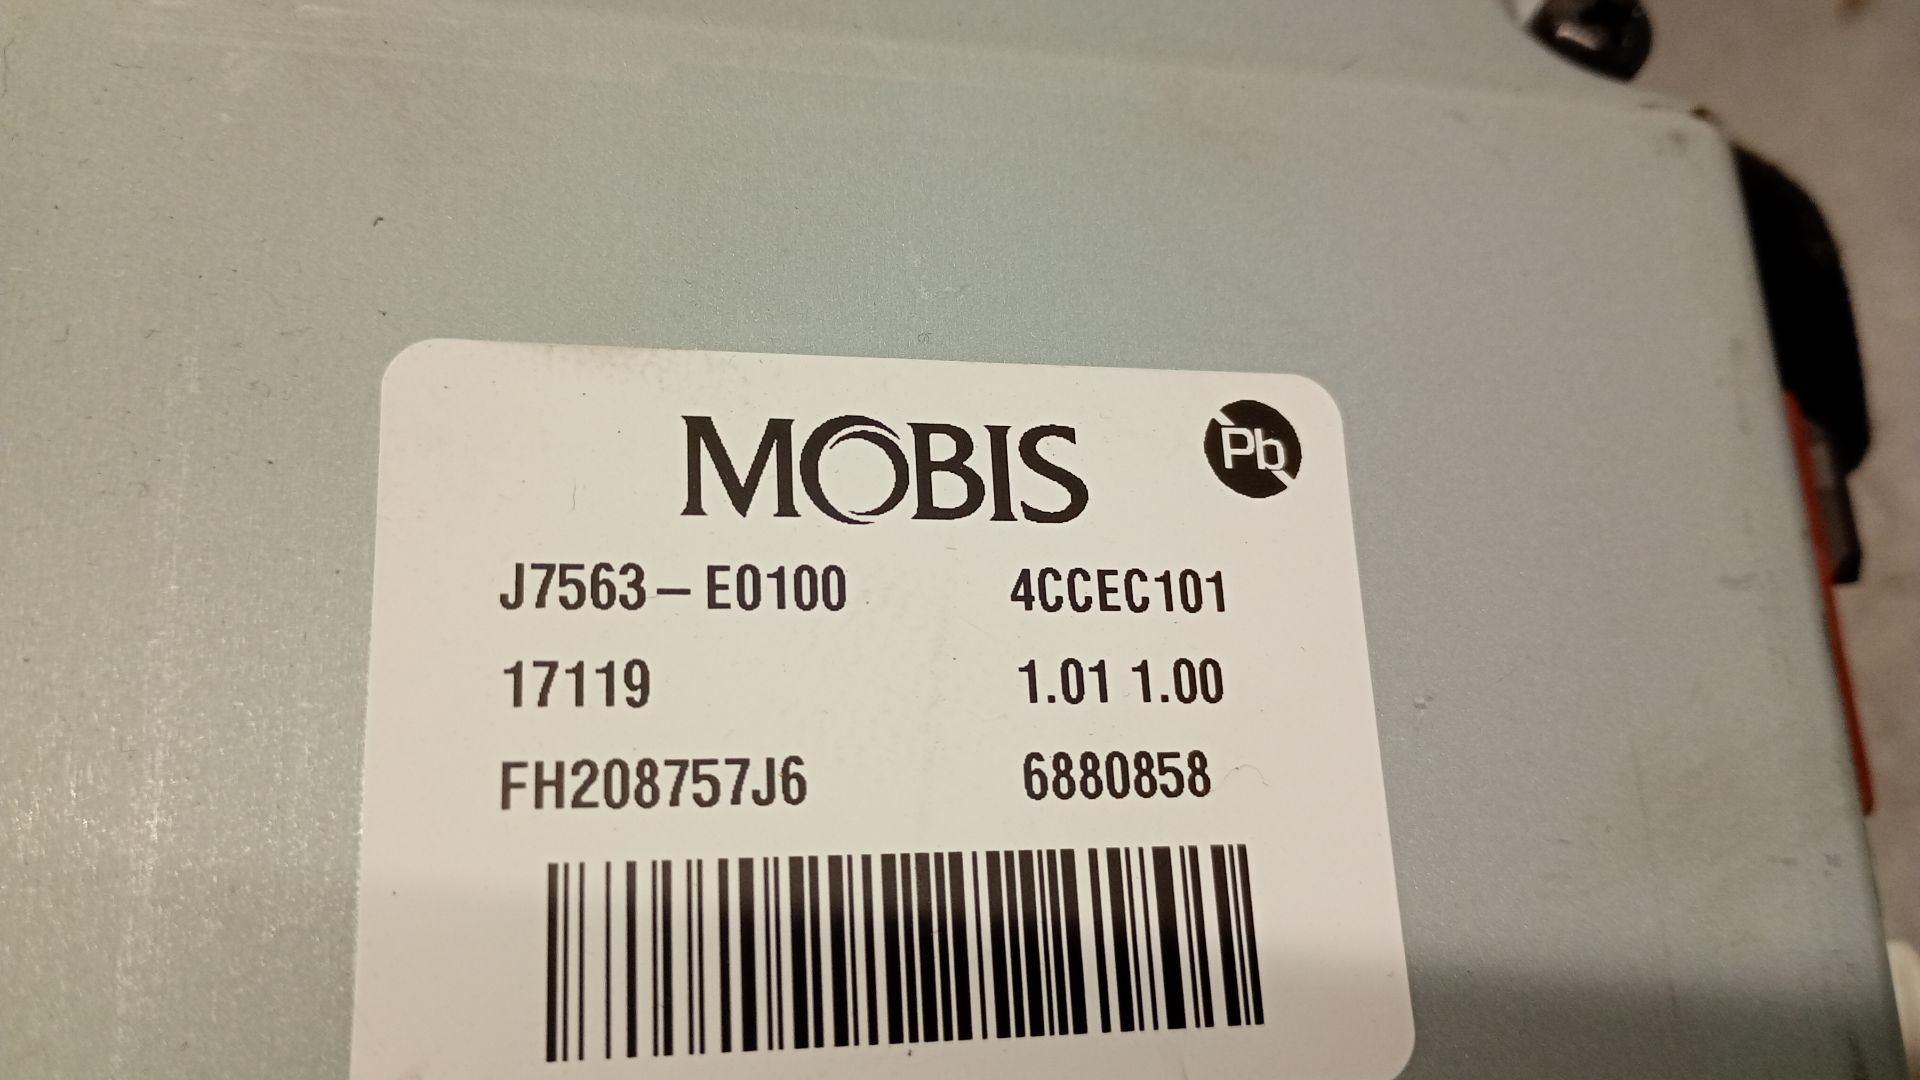 MOBIS
Pb
J7563-E0100 4CCEC101
17119 1.01 1.00
FH208757J6 6880858